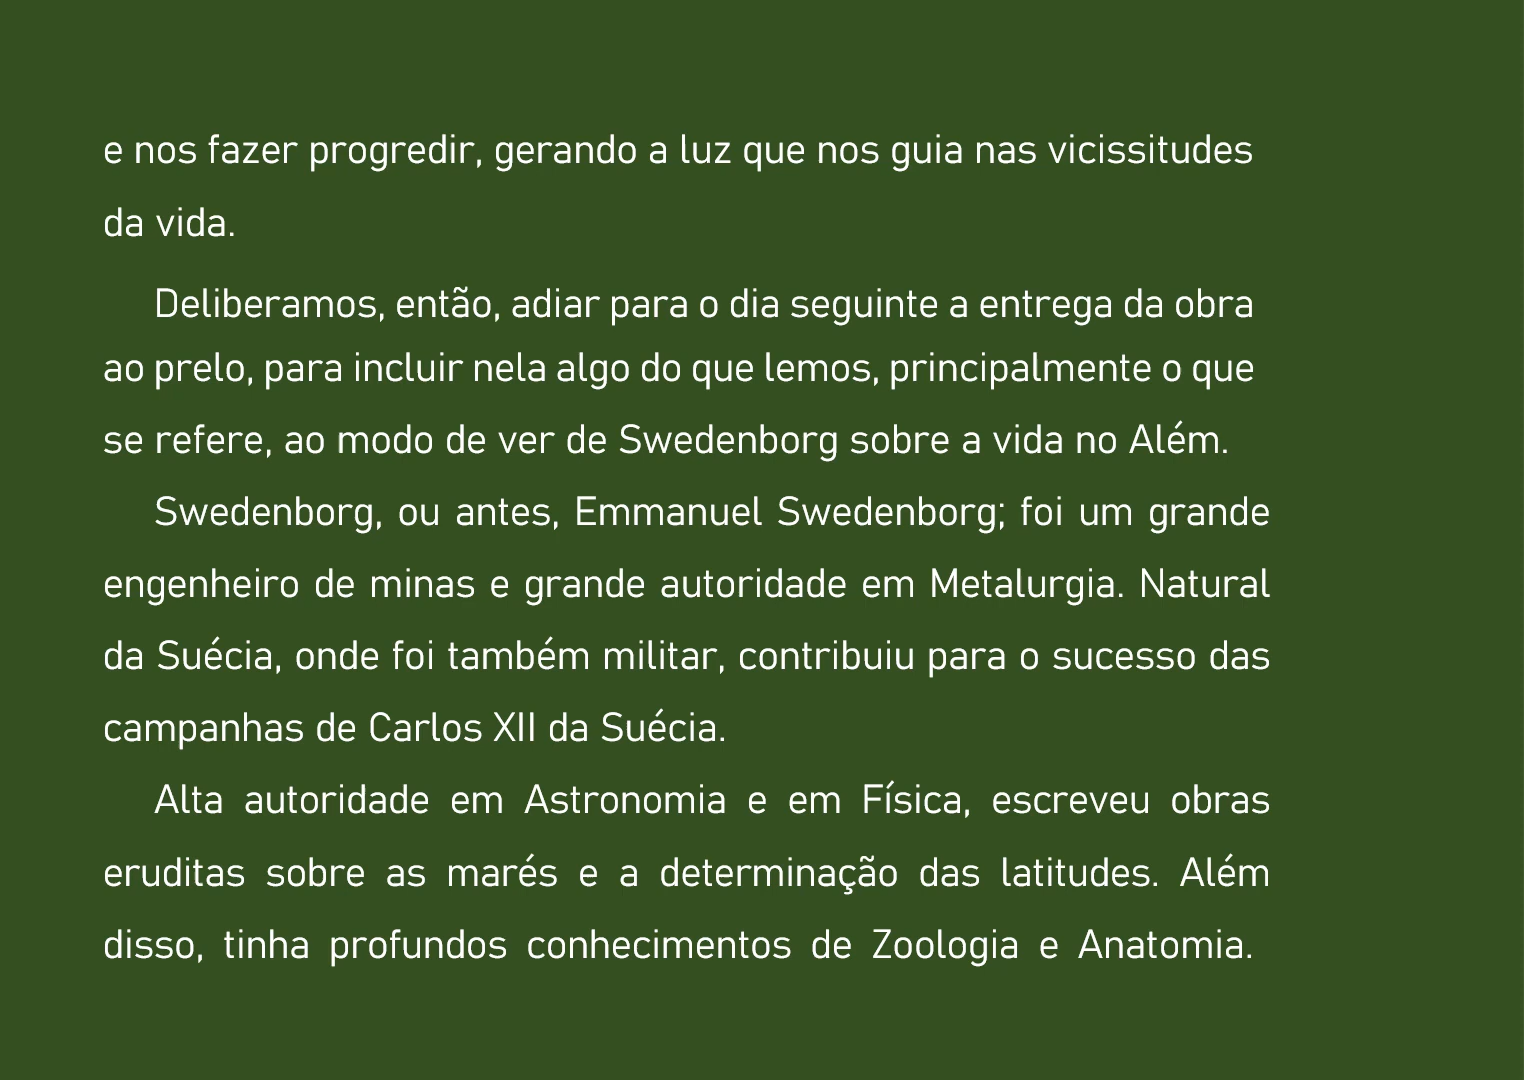 e nos fazer progredir, gerando a luz que nos guia nas vicissitudes
da vida.
Deliberamos, então, adiar para o dia seguinte a entrega da obra
ao prelo, para incluir nela algo do que lemos, principalmente o que
se refere, ao modo de ver de Swedenborg sobre a vida no Além.
Swedenborg, ou antes, Emmanuel Swedenborg; foi um grande
engenheiro de minas e grande autoridade em Metalurgia. Natural
da Suécia, onde foi também militar, contribuiu para o sucesso das
campanhas de Carlos XII da Suécia.
Alta autoridade em Astronomia e em Física, escreveu obras
eruditas sobre as marés e a determinação das latitudes. Além
disso, tinha profundos conhecimentos de Zoologia e Anatomia.